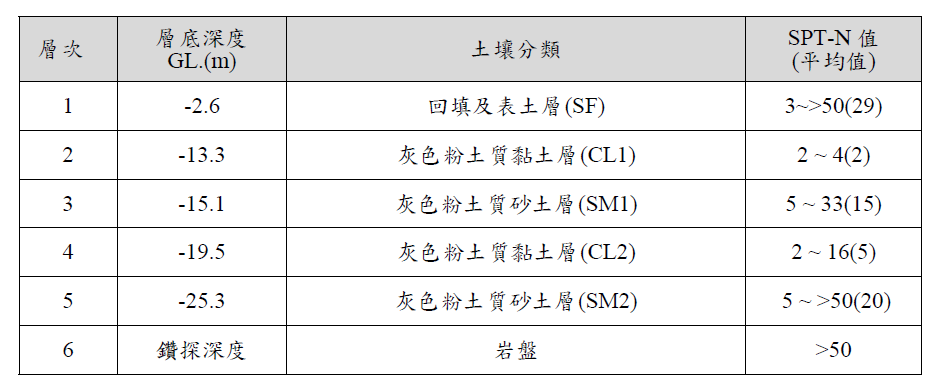 層次 層底深度 GL.(m) 土壤分類 SPT-N 值 (平均值)
1 -2.6 回填及表土層(SF) 3~>50(29)
2 -13.3 灰色粉土質黏土層(CL1) 2 ~ 4(2)
3 -15.1 灰色粉土質砂土層(SM1) 5 ~ 33(15)
4 -19.5 灰色粉土質黏土層(CL2) 2 ~ 16(5)
5 -25.3 灰色粉土質砂土層(SM2) 5 ~ >50(20)
6 鑽探深度 岩盤 >50